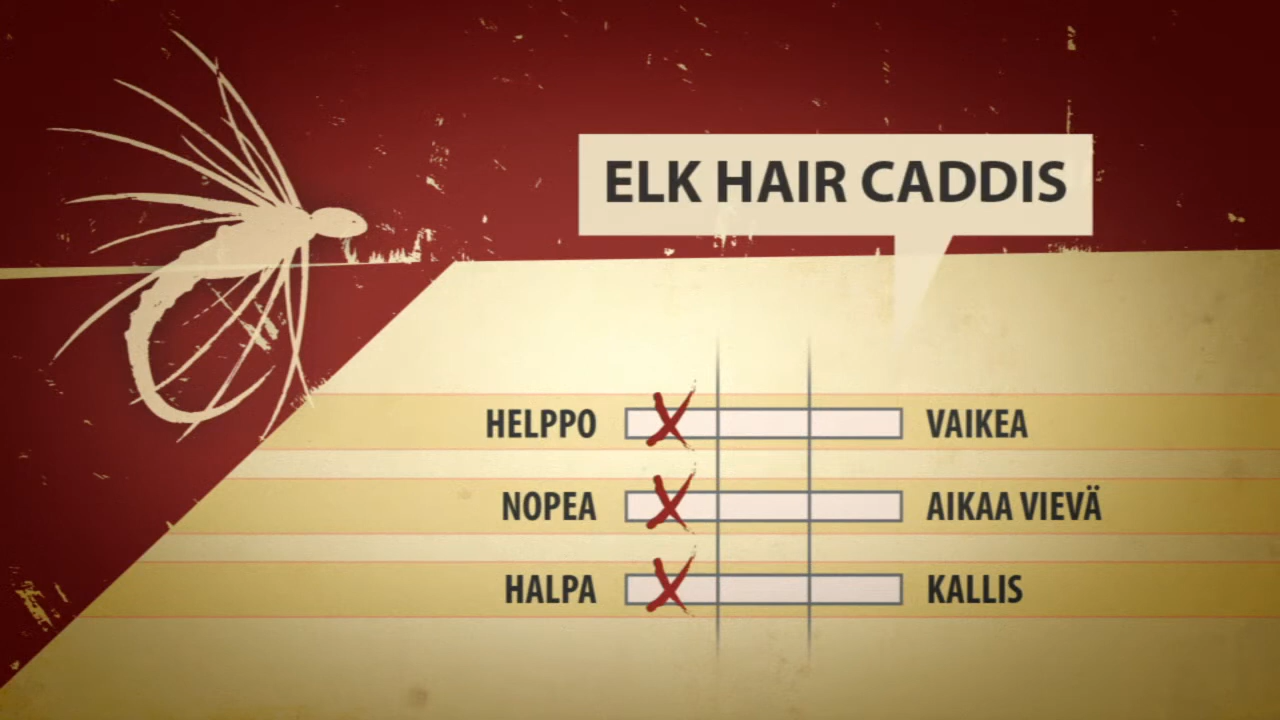 ELK HAIR CADDIS
HELPPO VAIKEA
NOPEA AIKAA VIEVÄ
HALPA KALLIS